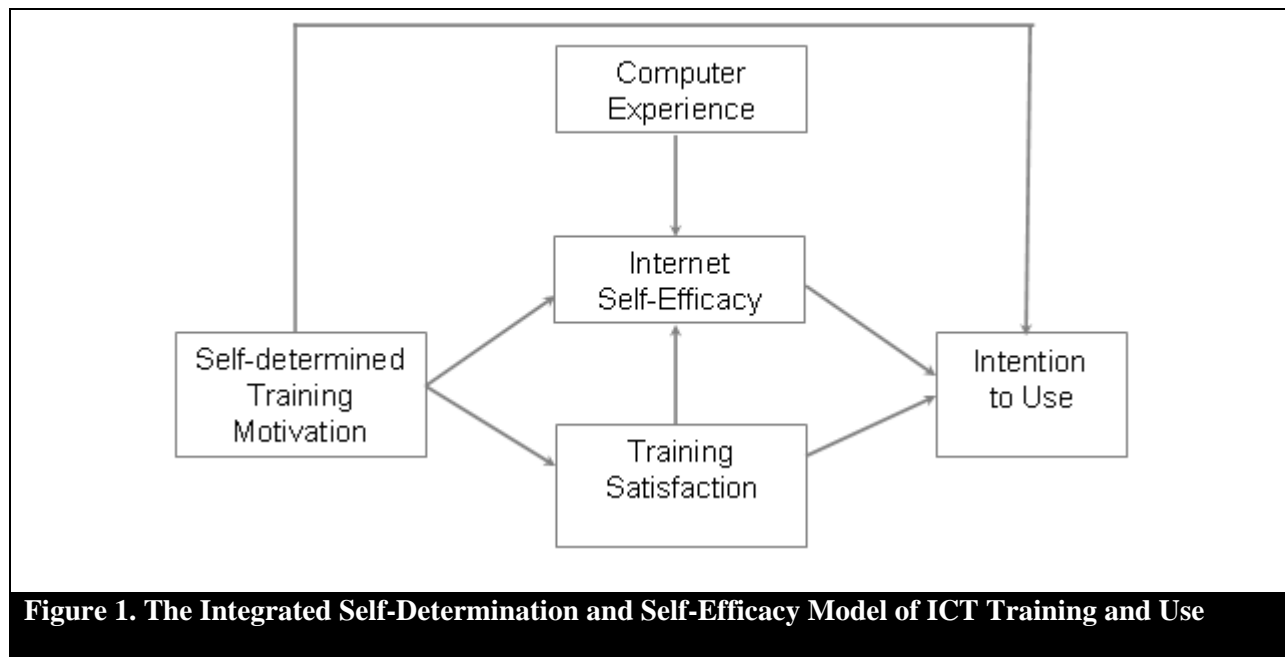 Computer
Experience
Internet
Self-Efficacy
Self-determined
Training
Motivation
Intention
to Use
Training
Satisfaction
Figure 1. The Integrated Self-Determination and Self-Efficacy Model of ICT Training and Use